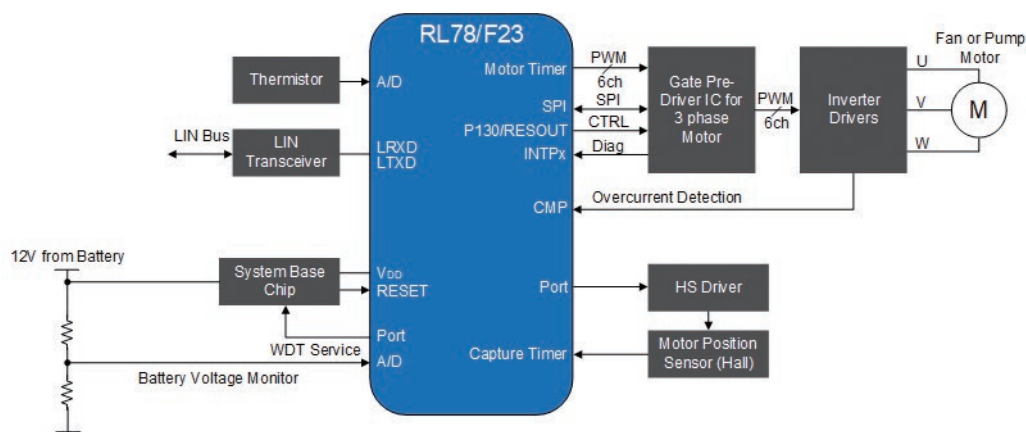 RL78/F23
Fan or Pump
Motor
Thermistor
A/D
Motor Timer
PWM
6ch
SPI
SPI
P130/RESOUT
CTRL
INTPx
Diag
Gate Pre-
Driver IC for
3 phase
Motor
PWM
6ch
Inverter
Drivers
U
V
W
M
LIN Bus
LIN
Transceiver
LRXD
LTXD
CMP
Overcurrent Detection
12V from Battery
System Base
Chip
VDD
RESET
Port
WDT Service
A/D
Battery Voltage Monitor
Port
HS Driver
Capture Timer
Motor Position
Sensor (Hall)